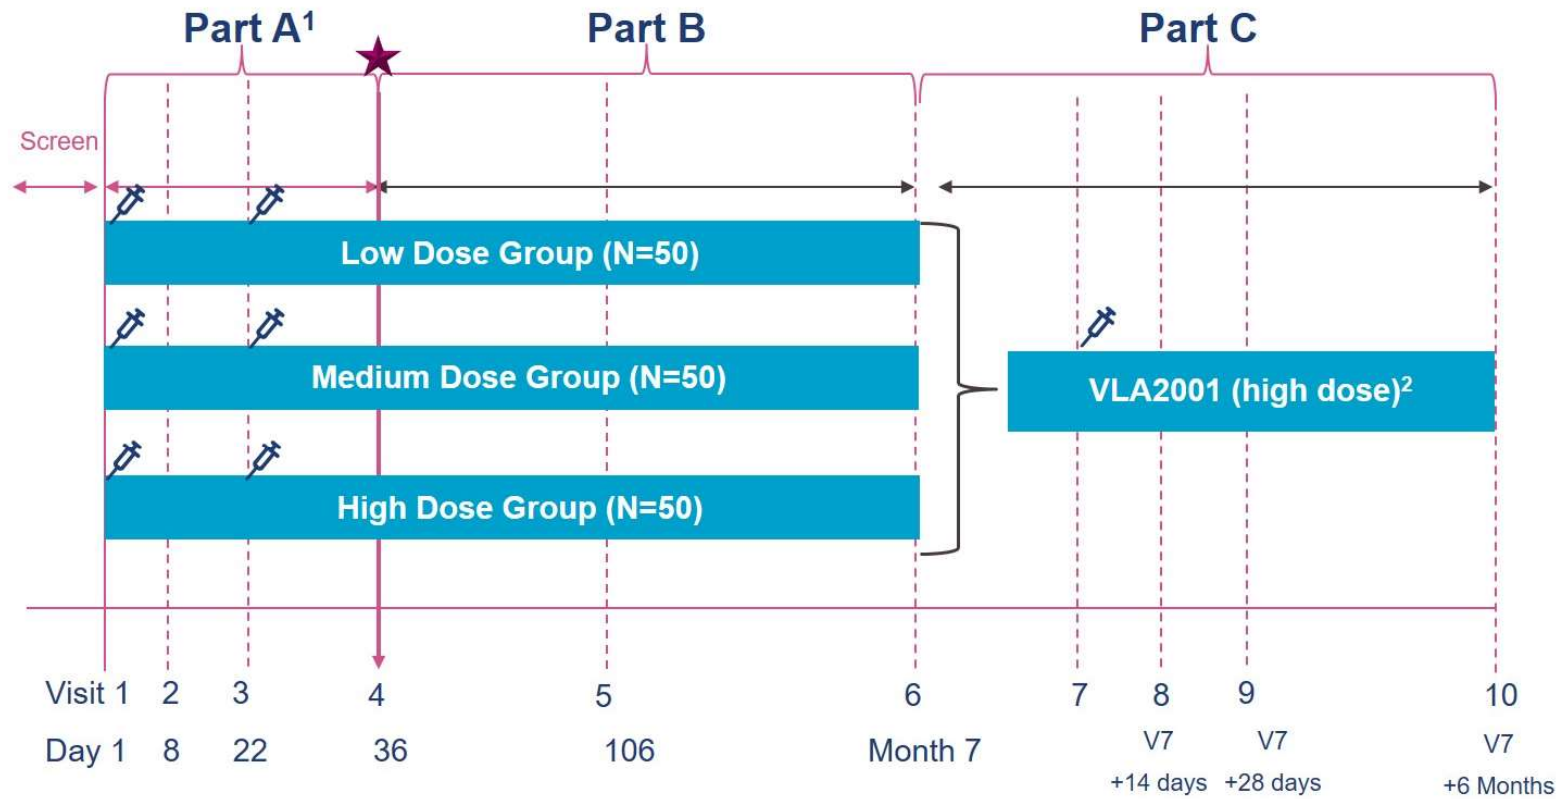 Part A¹ Part B Part C
Screen
Low Dose Group (N=50)
Medium Dose Group (N=50)
VLA2001 (high dose)²
High Dose Group (N=50)
Visit 1 2 3 4 5 6 7 8 9 10
Day 1 8 22 36 106 Month 7 V7 V7 V7
+14 days +28 days +6 Months